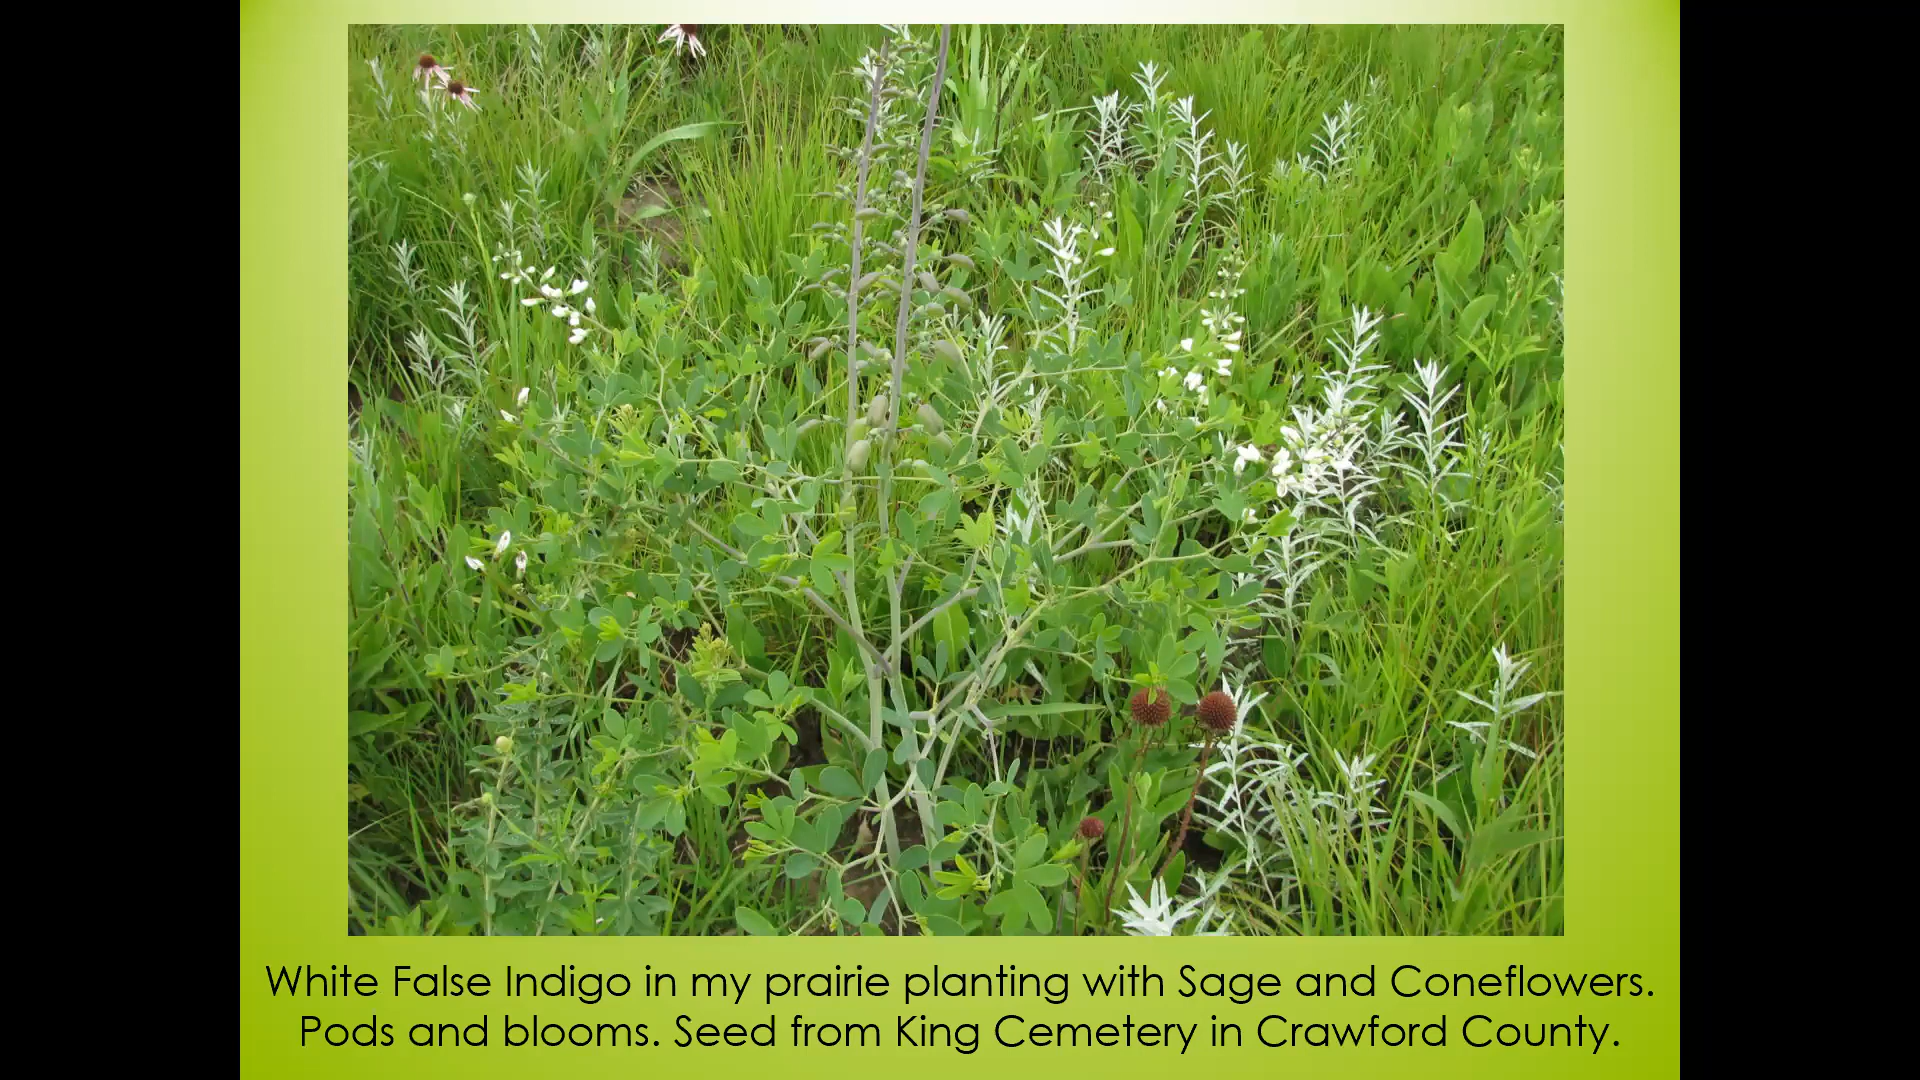 White False Indigo in my prairie planting with Sage and Coneflowers.
Pods and blooms. Seed from King Cemetery in Crawford County.